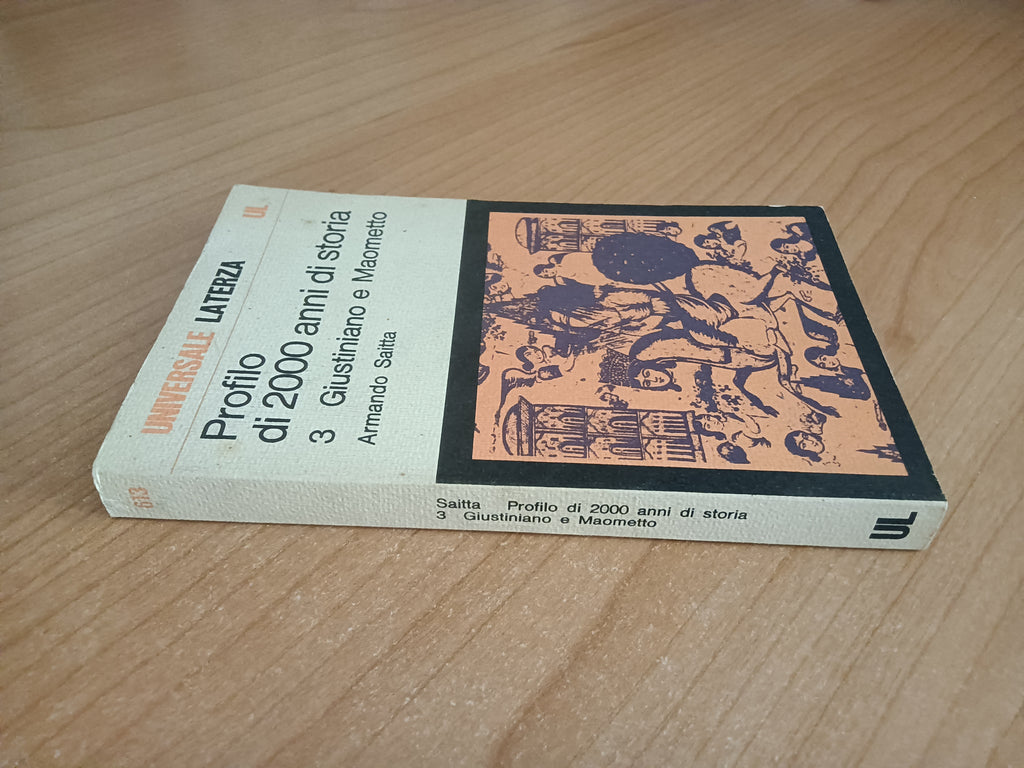 UNIVERSALE LATERZA UL
Profilo
di 2000 anni di storia
3 Giustiniano e Maometto
Armando Saitta
613
Saitta Profilo di 2000 anni di storia
3 Giustiniano e Maometto
UL